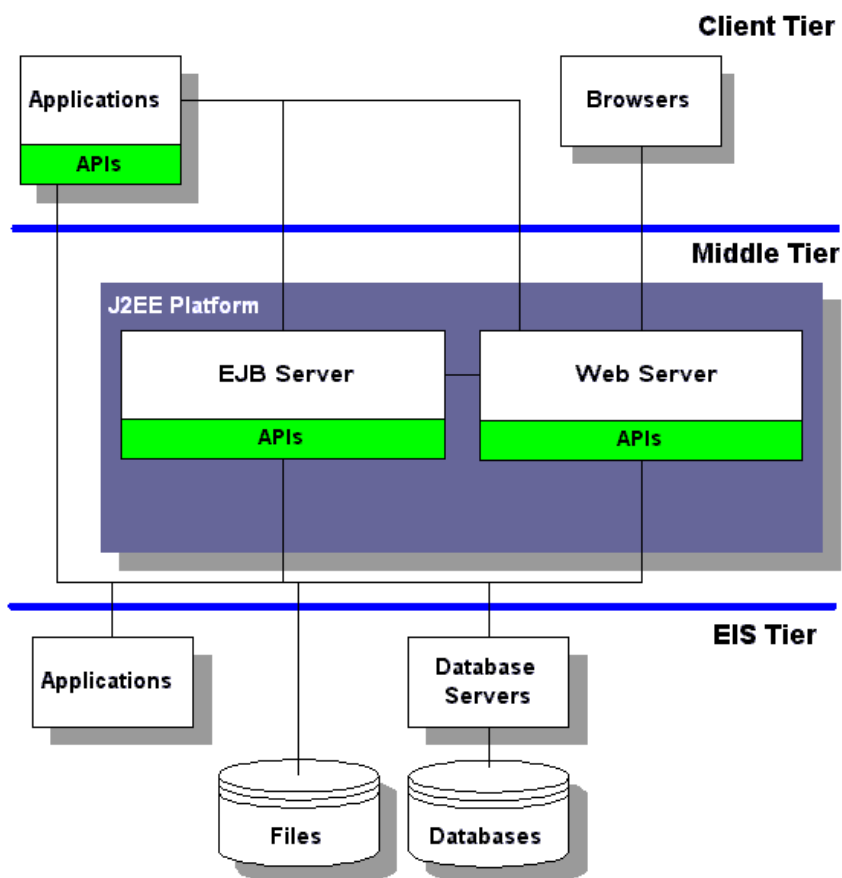 Client Tier
Applications
Browsers
APIs
Middle Tier
J2EE Platform
EJB Server
Web Server
APIs
APIs
EIS Tier
Applications
Database
Servers
Files
Databases